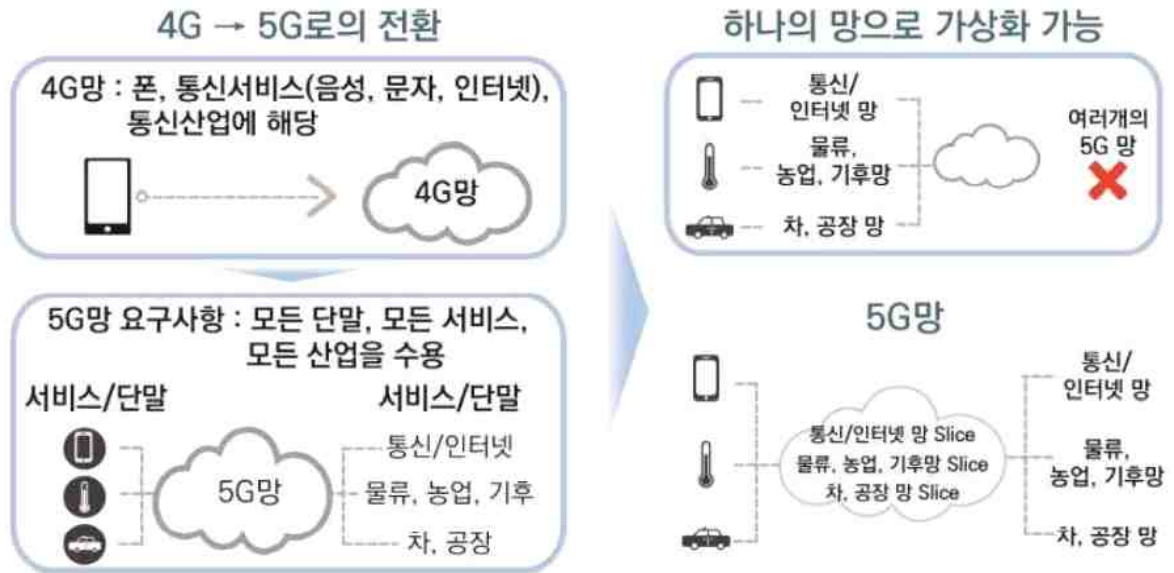 4G → 5G로의 전환
4G망 : 폰, 통신서비스(음성, 문자, 인터넷),
통신산업에 해당
4G망
5G망 요구사항 : 모든 단말, 모든 서비스,
모든 산업을 수용
서비스/단말
서비스/단말
5G망
통신/인터넷
물류, 농업, 기후
차, 공장
하나의 망으로 가상화 가능
통신/
인터넷 망
물류,
농업, 기후망
차, 공장 망
여러개의
5G 망
5G망
통신/인터넷 망 Slice
물류, 농업, 기후망 Slice
차, 공장 망 Slice
통신/
인터넷 망
물류,
농업, 기후망
차, 공장 망